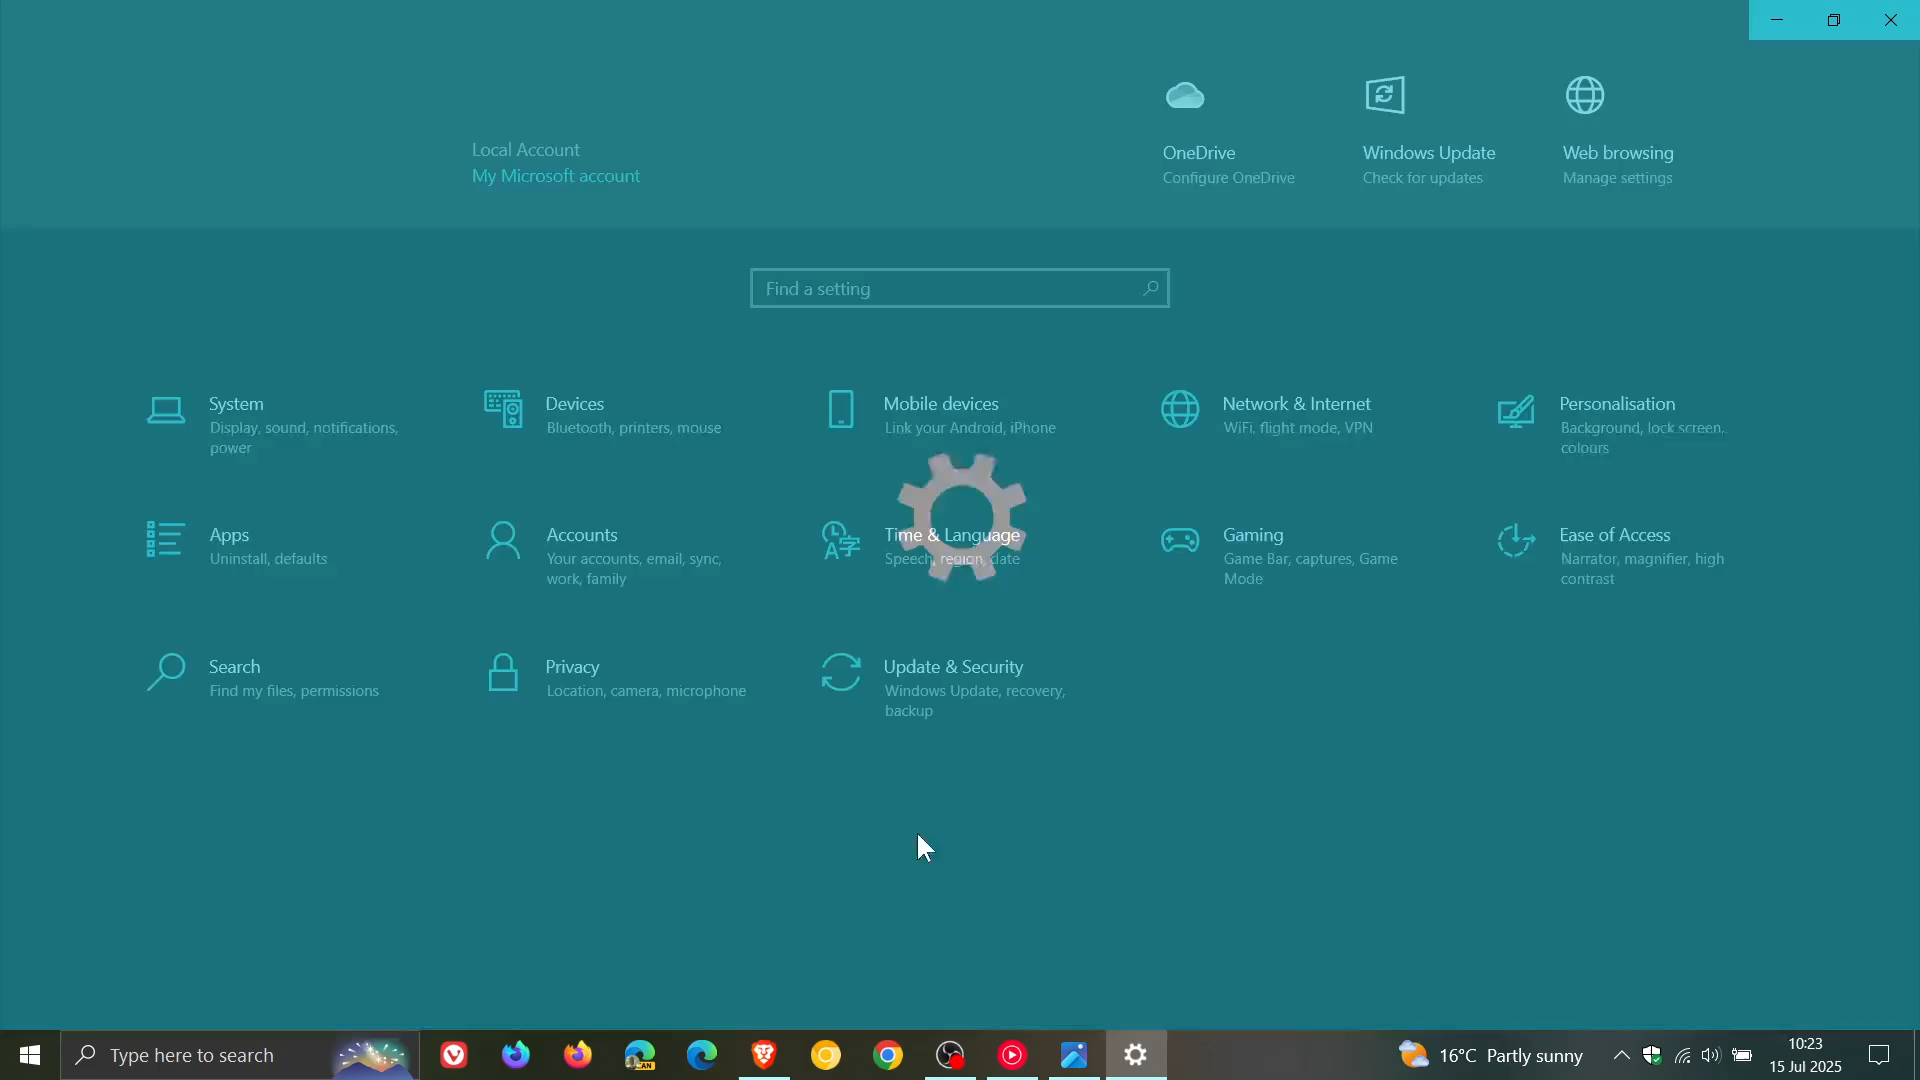 Local Account
My Microsoft account
OneDrive
Configure OneDrive
Windows Update
Check for updates
Web browsing
Manage settings
Find a setting
System
Display, sound, notifications,
power
Devices
Bluetooth, printers, mouse
Mobile devices
Link your Android, iPhone
Network & Internet
WiFi, flight mode, VPN
Personalisation
Background, lock screen,
colours
Apps
Uninstall, defaults
Accounts
Your accounts, email, sync,
work, family
Time & Language
Speech, region, date
Gaming
Game Bar, captures, Game
Mode
Ease of Access
Narrator, magnifier, high
contrast
Search
Find my files, permissions
Privacy
Location, camera, microphone
Update & Security
Windows Update, recovery,
backup
Type here to search
CAN
16°C Partly sunny
10:23
15 Jul 2025